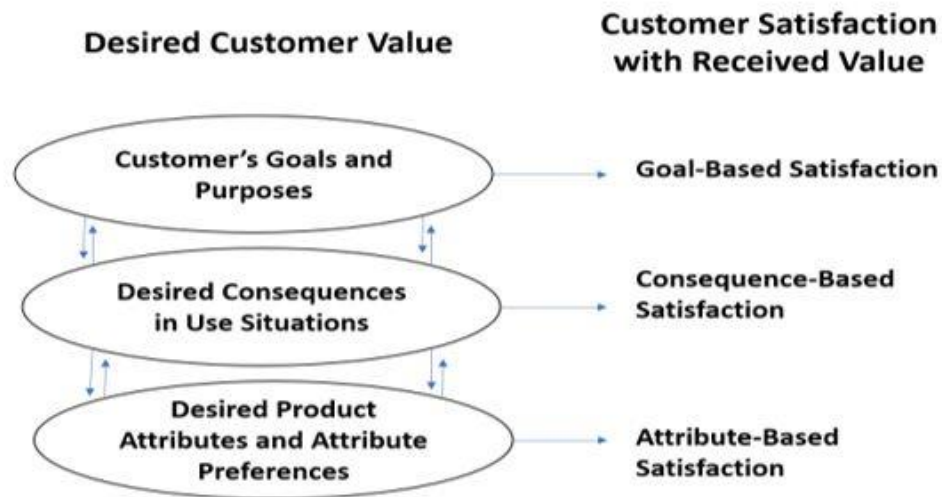 Desired Customer Value
Customer Satisfaction
with Received Value
Customer's Goals and
Purposes
Goal-Based Satisfaction
Desired Consequences
in Use Situations
Consequence-Based
Satisfaction
Desired Product
Attributes and Attribute
Preferences
Attribute-Based
Satisfaction